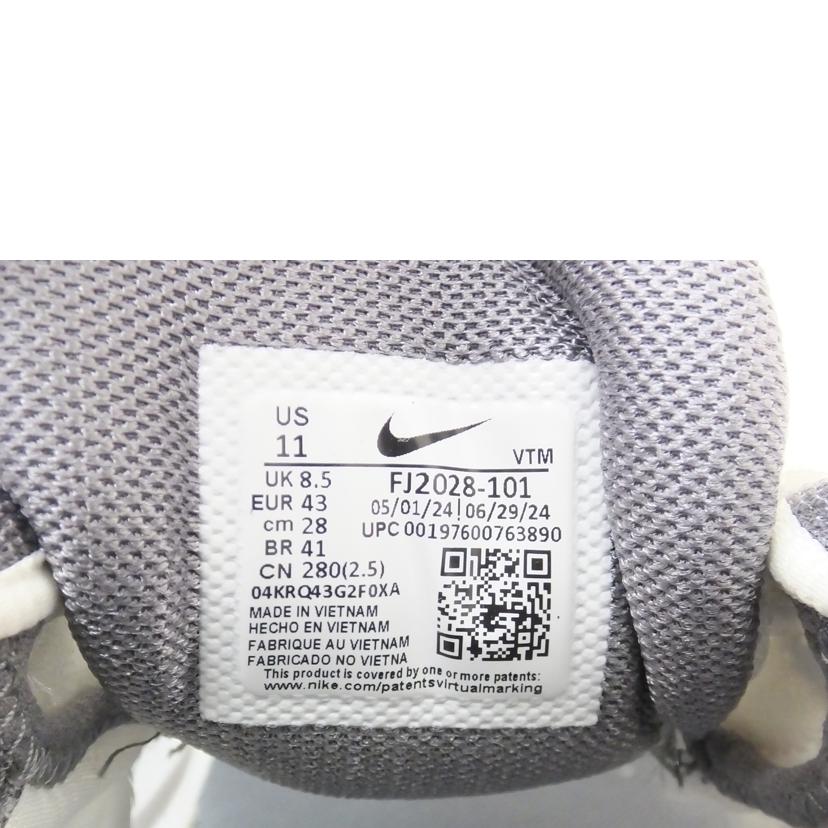 US
11
VTM
UK 8.5
FJ2028-101
EUR 43
05/01/24|06/29/24
cm 28
UPC 00197600763890
BR 41
CN 280(2.5)
04KRQ43G2F0XA
MADE IN VIETNAM
HECHO EN VIETNAM
FABRIQUE AU VIETNAM
FABRICADO NO VIETNA
This product is covered by one or more patents:
www.nike.com/patentsvirtualmarking